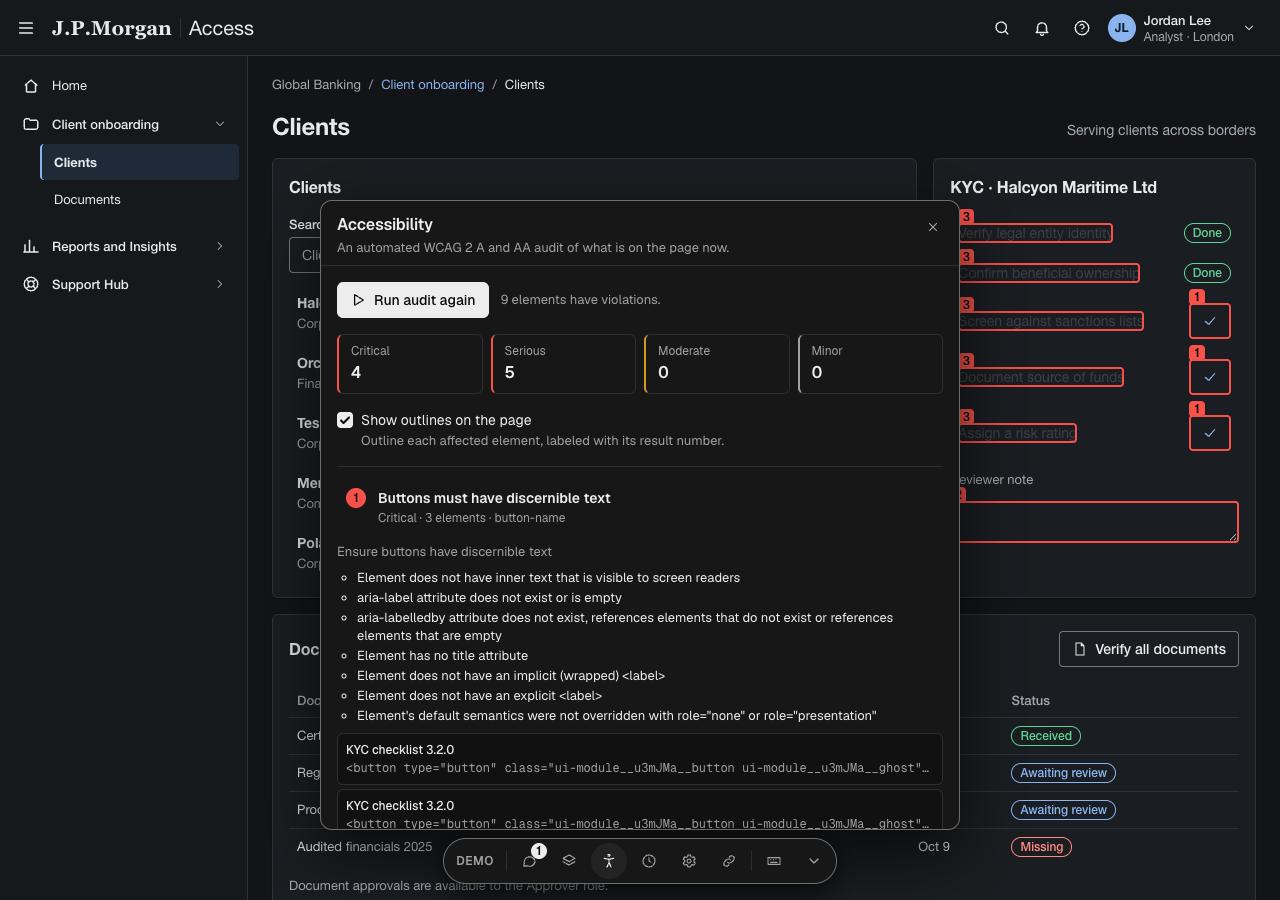 J.P.Morgan Access
JL
Jordan Lee
Analyst · London
Home
Client onboarding
Clients
Documents
Reports and Insights
Support Hub
Global Banking / Client onboarding / Clients
Clients
Serving clients across borders
Clients
KYC · Halcyon Maritime Ltd
3
Verify legal entity identity
Done
3
Confirm beneficial ownership
Done
3
Screen against sanctions lists
1
3
Document source of funds
1
3
Assign a risk rating
1
eviewer note
Accessibility
An automated WCAG 2 A and AA audit of what is on the page now.
Run audit again
9 elements have violations.
Critical
4
Serious
5
Moderate
0
Minor
0
Show outlines on the page
Outline each affected element, labeled with its result number.
1
Buttons must have discernible text
Critical · 3 elements · button-name
Ensure buttons have discernible text
Element does not have inner text that is visible to screen readers
aria-label attribute does not exist or is empty
aria-labelledby attribute does not exist, references elements that do not exist or references
elements that are empty
Element has no title attribute
Element does not have an implicit (wrapped) <label>
Element does not have an explicit <label>
Element's default semantics were not overridden with role="none" or role="presentation"
KYC checklist 3.2.0
<button type="button" class="ui-module__u3mJMa__button ui-module__u3mJMa__ghost"…
KYC checklist 3.2.0
<button type="button" class="ui-module__u3mJMa__button ui-module__u3mJMa__ghost"…
Verify all documents
Status
Received
Awaiting review
Awaiting review
Audited financials 2025
Oct 9
Missing
Document approvals are available to the Approver role.
DEMO
1